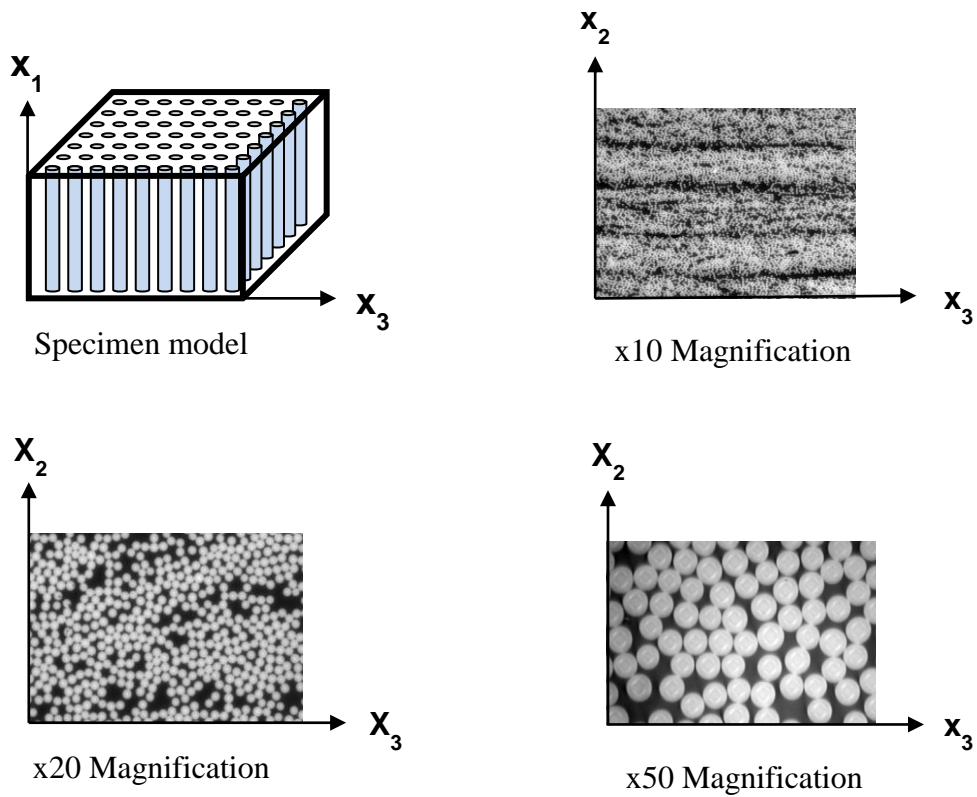 x₂
x₁
x₃
x₃
Specimen model
x10 Magnification
X₂
X₂
X₃
x₃
x20 Magnification
x50 Magnification